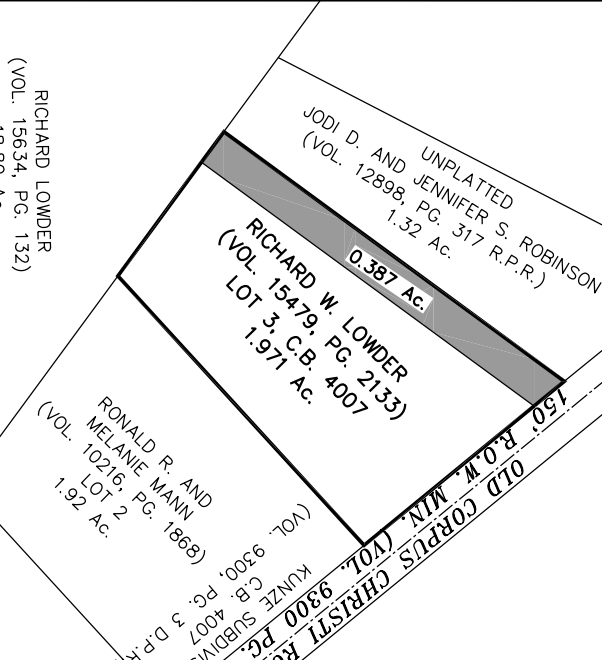 RICHARD LOWDER
(VOL. 15634, PG. 132)
UNPLATTED
JODI D. AND JENNIFER S. ROBINSON
(VOL. 12898, PG. 317 R.P.R.)
1.32 Ac.
0.387 Ac.
RICHARD W. LOWDER
(VOL. 15479, PG. 2133)
LOT 3, C.B. 4007
1.971 Ac.
RONALD R. AND
MELANIE MANN
(VOL. 10216, PG. 1868)
LOT 2
1.92 Ac.
KUNZE
C.B. 4007
(VOL. 9300, PG. 3 D.P.R
OLD CORPUS CHRISTI
150' R.O.W. MIN. (VOL. 9300 PG.